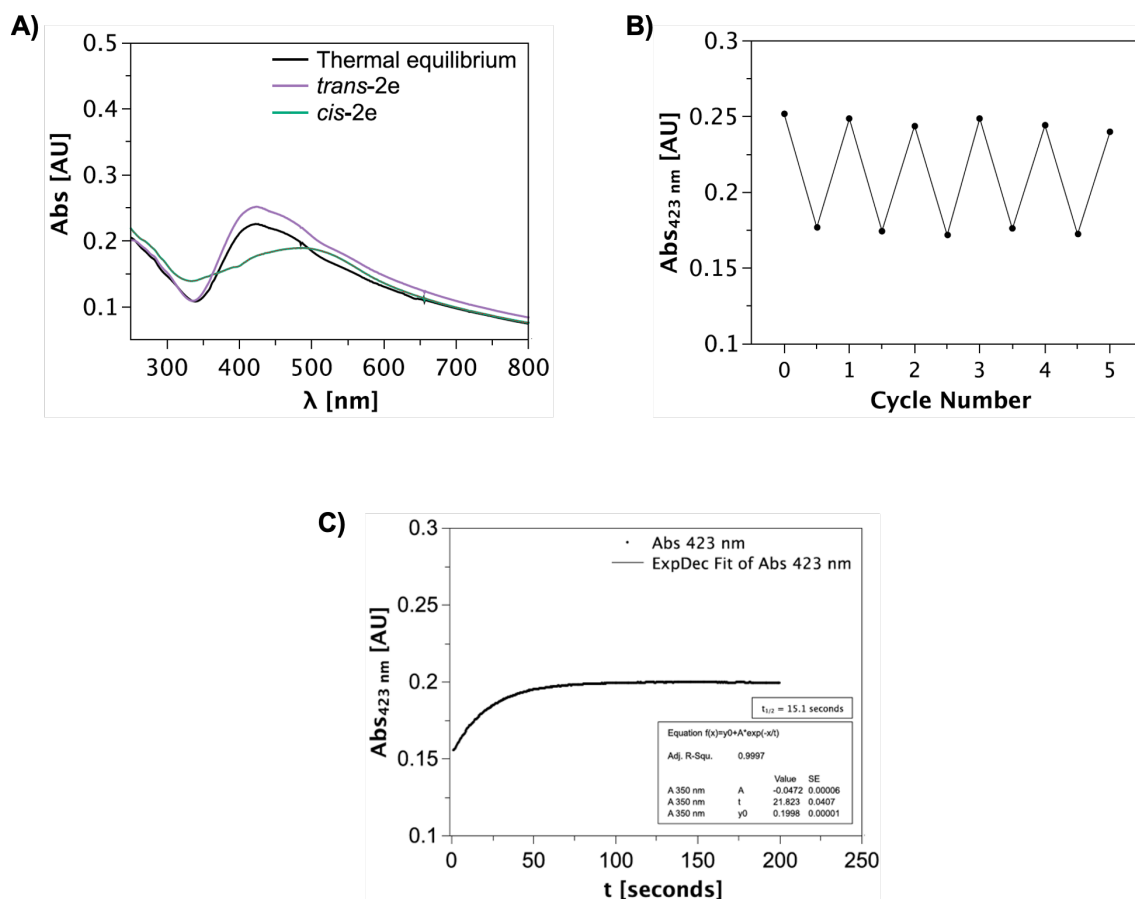 A)
0.5
0.4
0.3
0.2
0.1
Abs [AU]
Thermal equilibrium
trans-2e
cis-2e
300 400 500 600 700 800
λ [nm]
B)
0.3
0.25
0.2
0.15
0.1
Abs423 nm [AU]
0 1 2 3 4 5
Cycle Number
C)
0.3
0.25
0.2
0.15
0.1
Abs423 nm [AU]
Abs 423 nm
ExpDec Fit of Abs 423 nm
t1/2 = 15.1 seconds
Equation f(x)=y0+A*exp(-x/t)
Adj. R-Squ. 0.9997
Value SE
A 350 nm A -0.0472 0.00006
A 350 nm t 21.823 0.0407
A 350 nm y0 0.1998 0.00001
0 50 100 150 200 250
t [seconds]